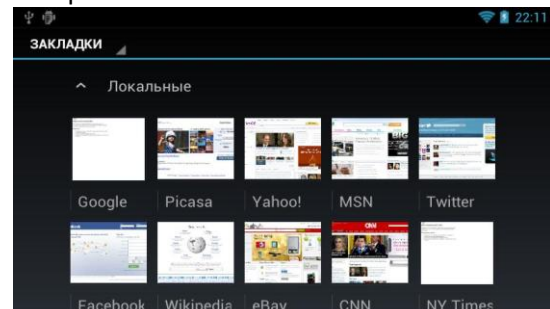 22:11
ЗАКЛАДКИ
Локальные
Google Picasa Yahoo! MSN Twitter
Facebook Wikipedia eBay CNN NY Times